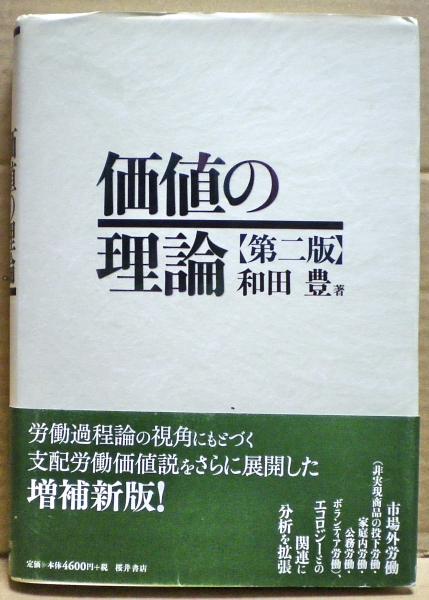 価値の理論
価値の
理論
【第二版】
和田 豊 著
労働過程論の視角にもとづく
支配労働価値説をさらに展開した
増補新版!
市場外労働
(非実現商品の投下労働・
家庭内労働・
公務労働・
ボランティア労働)、
エコロジーとの
関連に
分析を拡張
定価=本体4600円+税 桜井書店